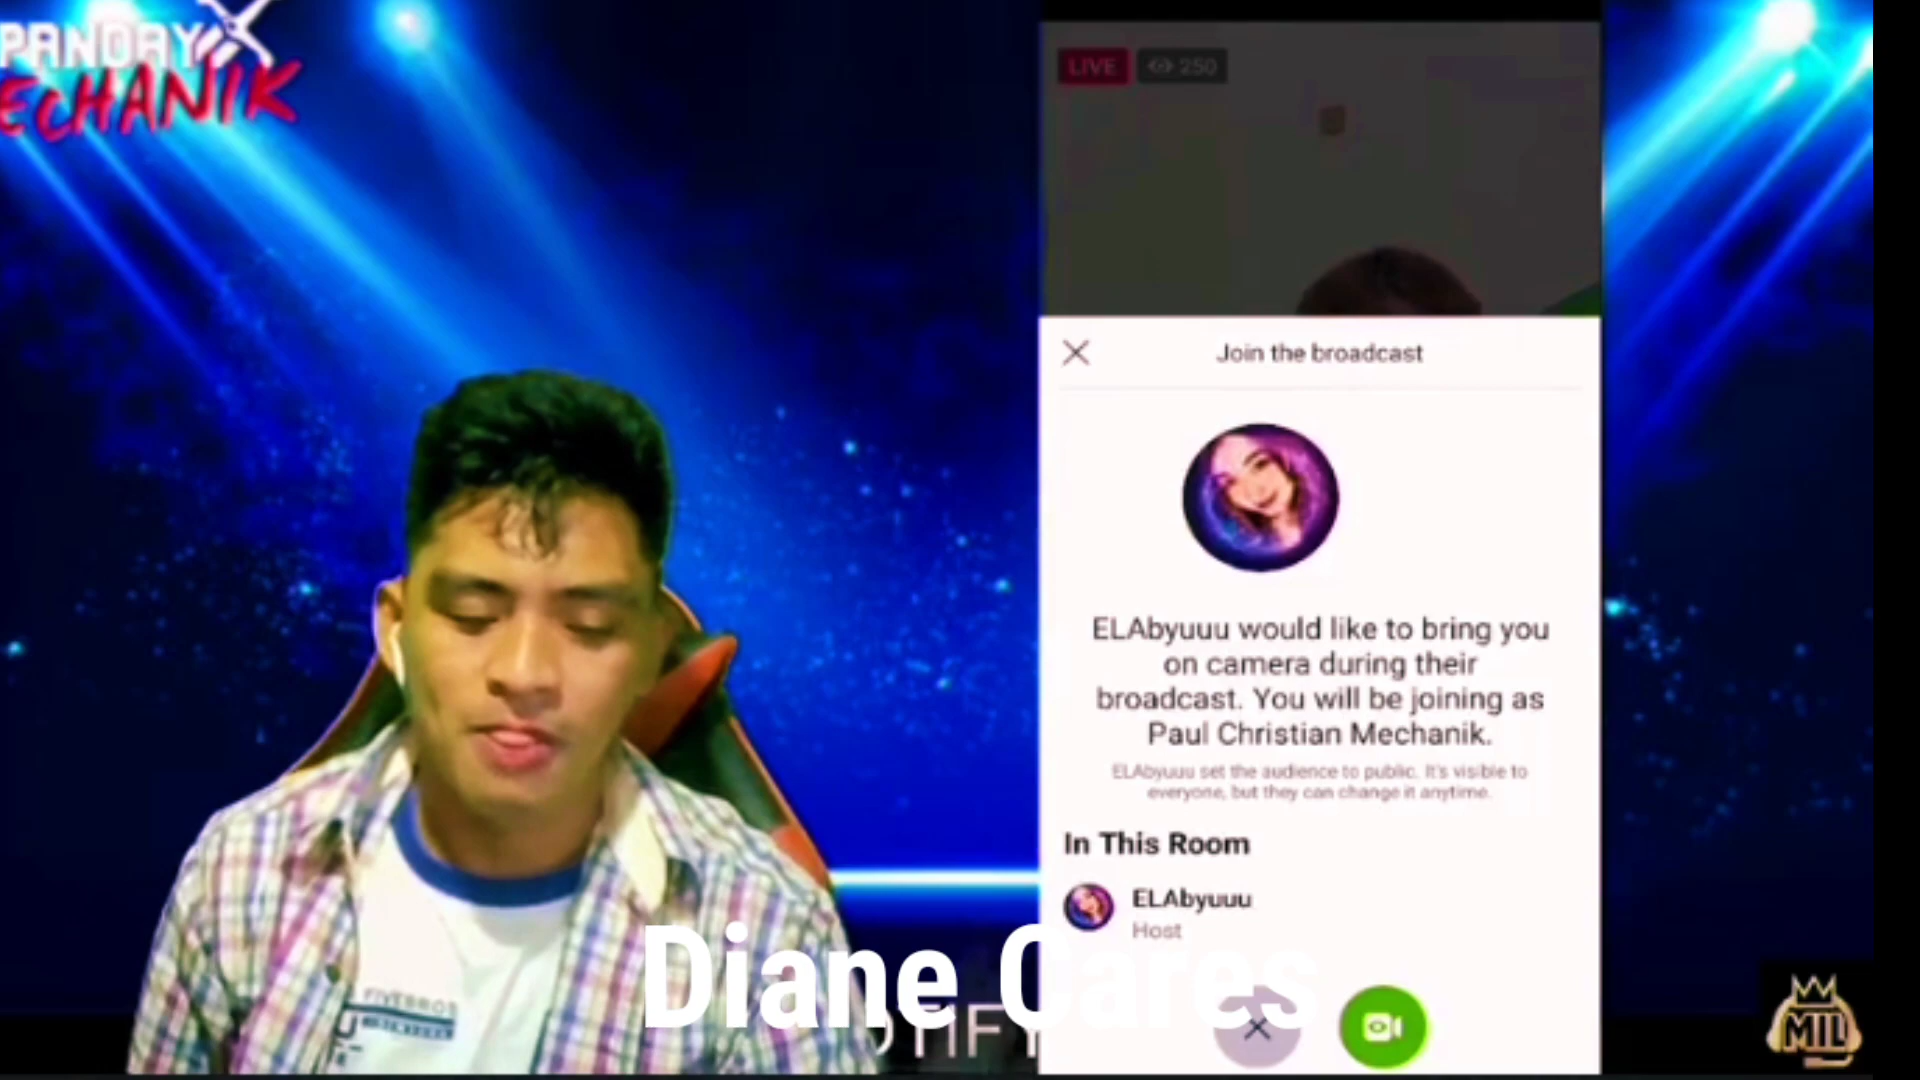 PANDAY
MECHANIK
LIVE 250
Join the broadcast
ELAbyuuu would like to bring you
on camera during their
broadcast. You will be joining as
Paul Christian Mechanik.
ELAbyuuu set the audience to public. It's visible to
everyone, but they can change it anytime.
In This Room
ELAbyuuu
Host
Diane Cares
FIVEBROS
MIL